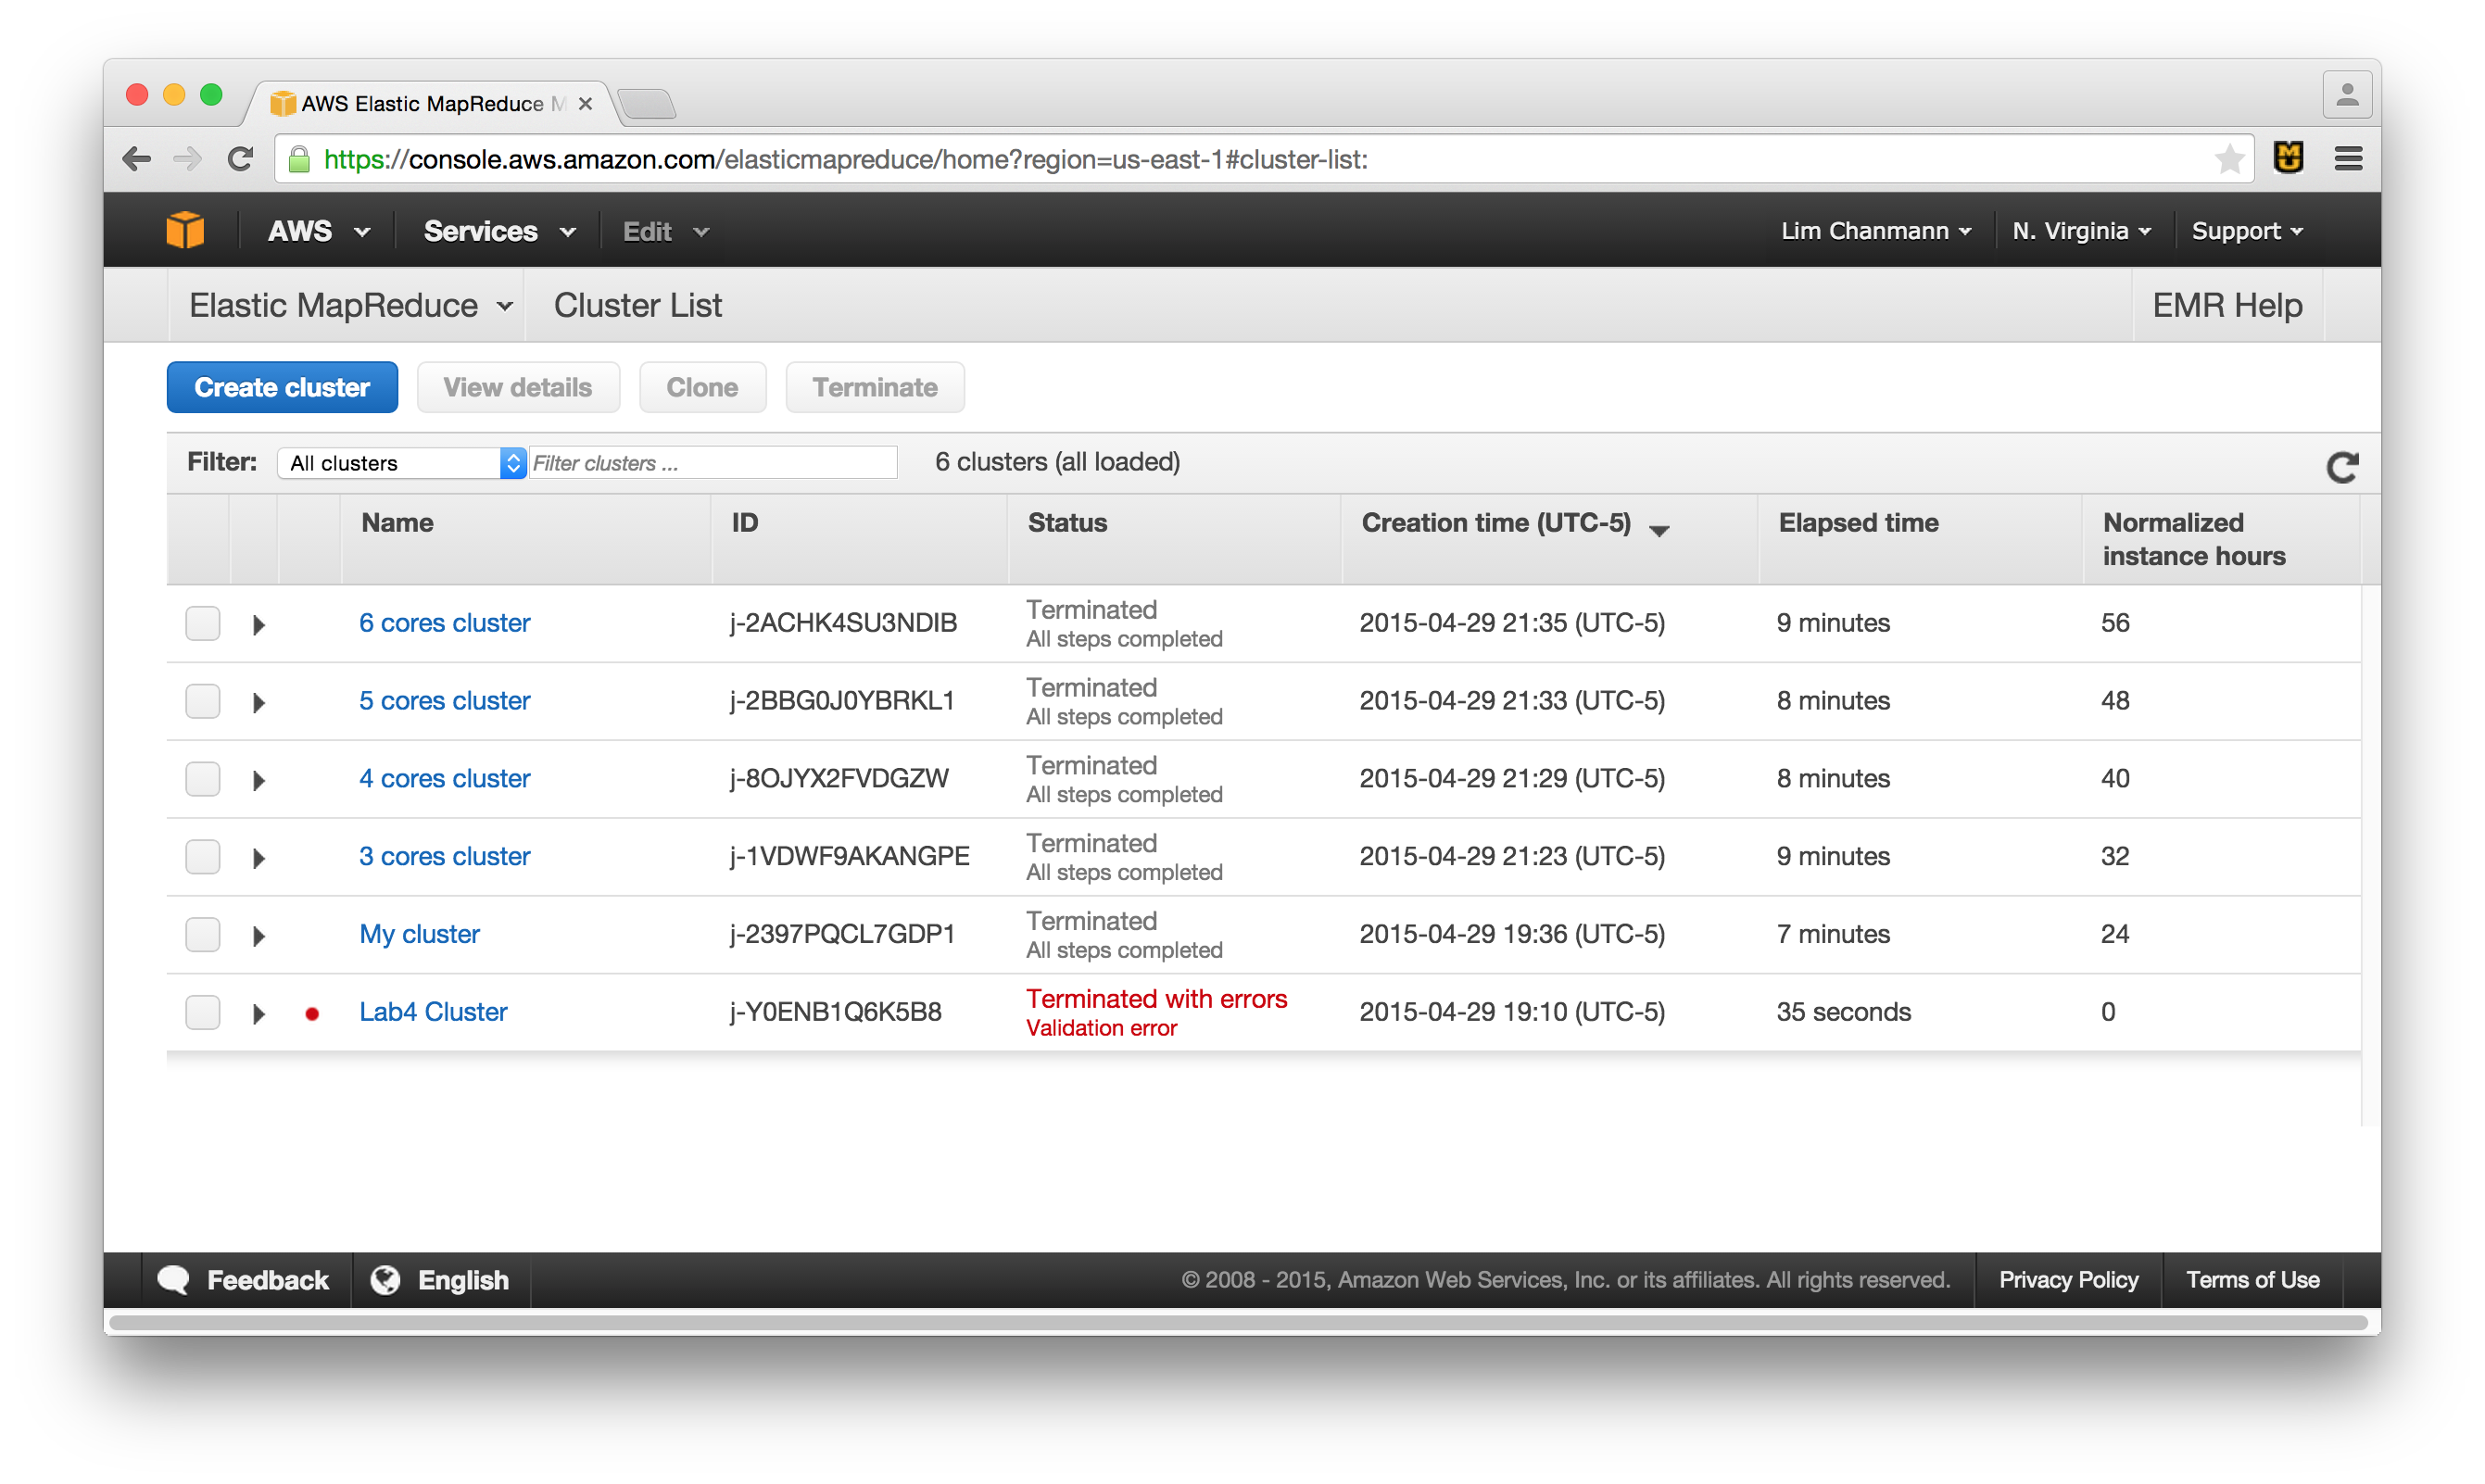 AWS Elastic MapReduce M
https://console.aws.amazon.com/elasticmapreduce/home?region=us-east-1#cluster-list:
MU
AWS Services Edit Lim Chanmann N. Virginia Support
Elastic MapReduce Cluster List EMR Help
Create cluster View details Clone Terminate
Filter: All clusters Filter clusters ... 6 clusters (all loaded)
Name ID Status Creation time (UTC-5) Elapsed time Normalized
instance hours
6 cores cluster j-2ACHK4SU3NDIB Terminated 2015-04-29 21:35 (UTC-5) 9 minutes 56
All steps completed
5 cores cluster j-2BBG0J0YBRKL1 Terminated 2015-04-29 21:33 (UTC-5) 8 minutes 48
All steps completed
4 cores cluster j-8OJYX2FVDGZW Terminated 2015-04-29 21:29 (UTC-5) 8 minutes 40
All steps completed
3 cores cluster j-1VDWF9AKANGPE Terminated 2015-04-29 21:23 (UTC-5) 9 minutes 32
All steps completed
My cluster j-2397PQCL7GDP1 Terminated 2015-04-29 19:36 (UTC-5) 7 minutes 24
All steps completed
Lab4 Cluster j-Y0ENB1Q6K5B8 Terminated with errors 2015-04-29 19:10 (UTC-5) 35 seconds 0
Validation error
Feedback English © 2008 - 2015, Amazon Web Services, Inc. or its affiliates. All rights reserved. Privacy Policy Terms of Use